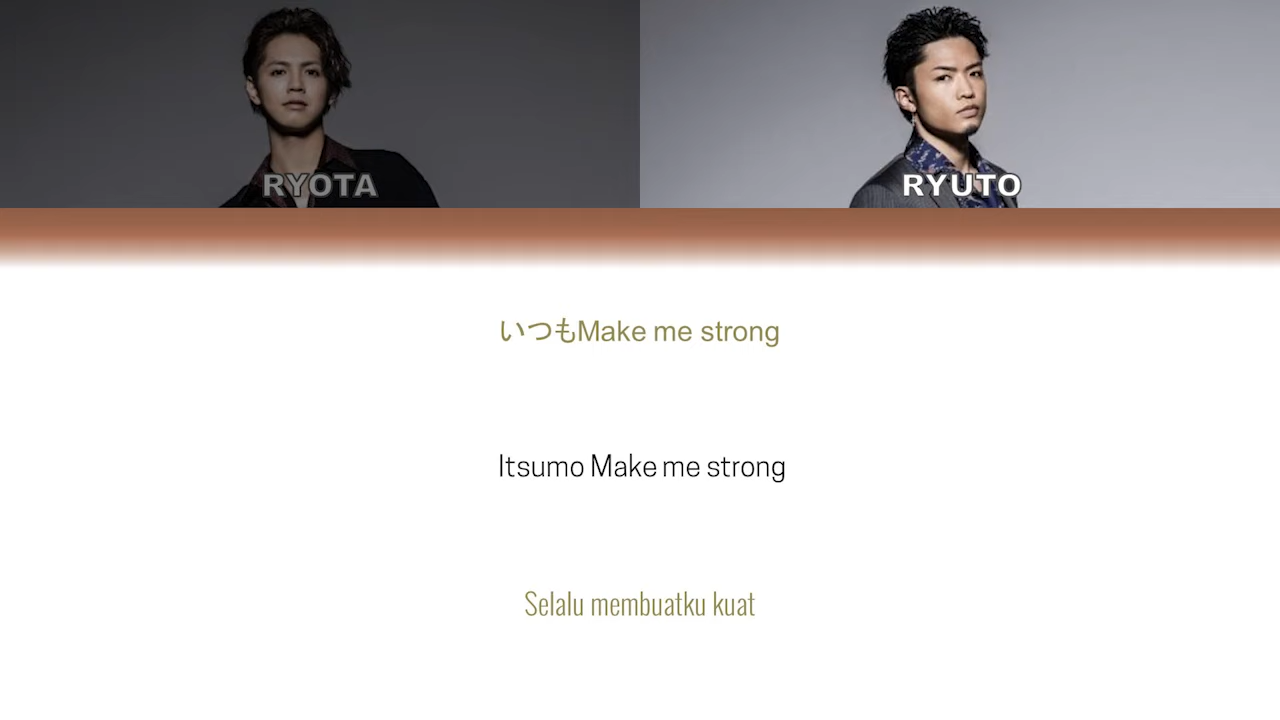 RYOTA
RYUTO
いつもMake me strong
Itsumo Make me strong
Selalu membuatku kuat